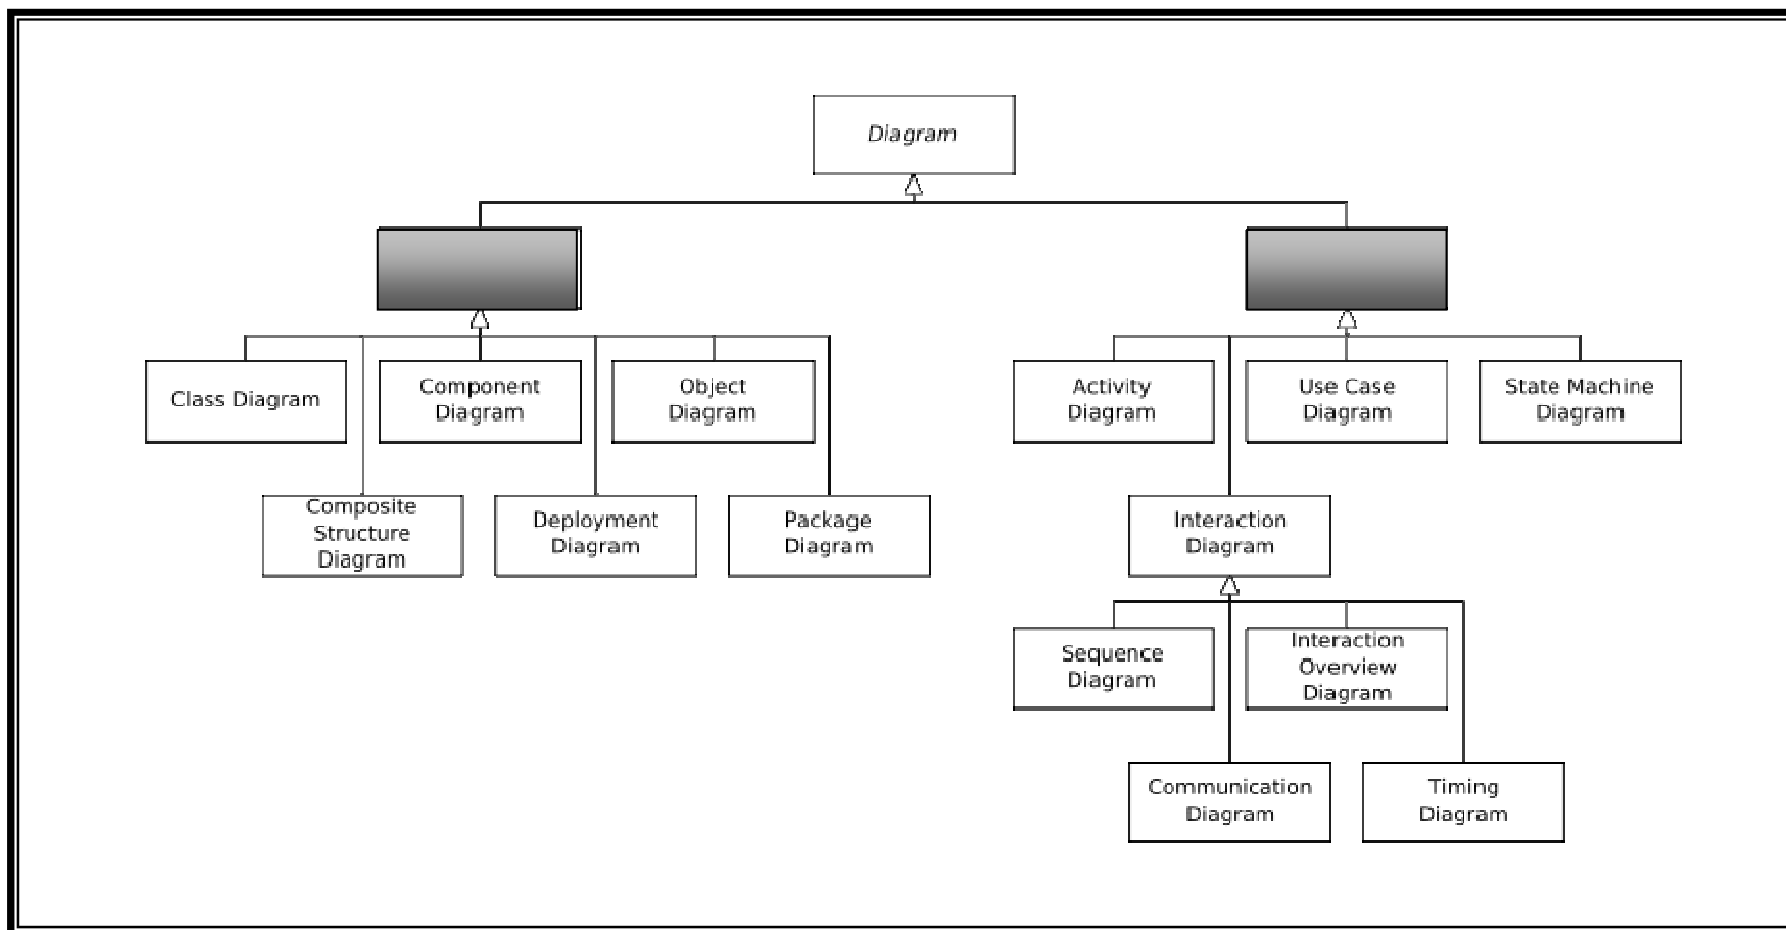 Diagram
Class Diagram
Component
Diagram
Object
Diagram
Activity
Diagram
Use Case
Diagram
State Machine
Diagram
Composite
Structure
Diagram
Deployment
Diagram
Package
Diagram
Interaction
Diagram
Sequence
Diagram
Interaction
Overview
Diagram
Communication
Diagram
Timing
Diagram